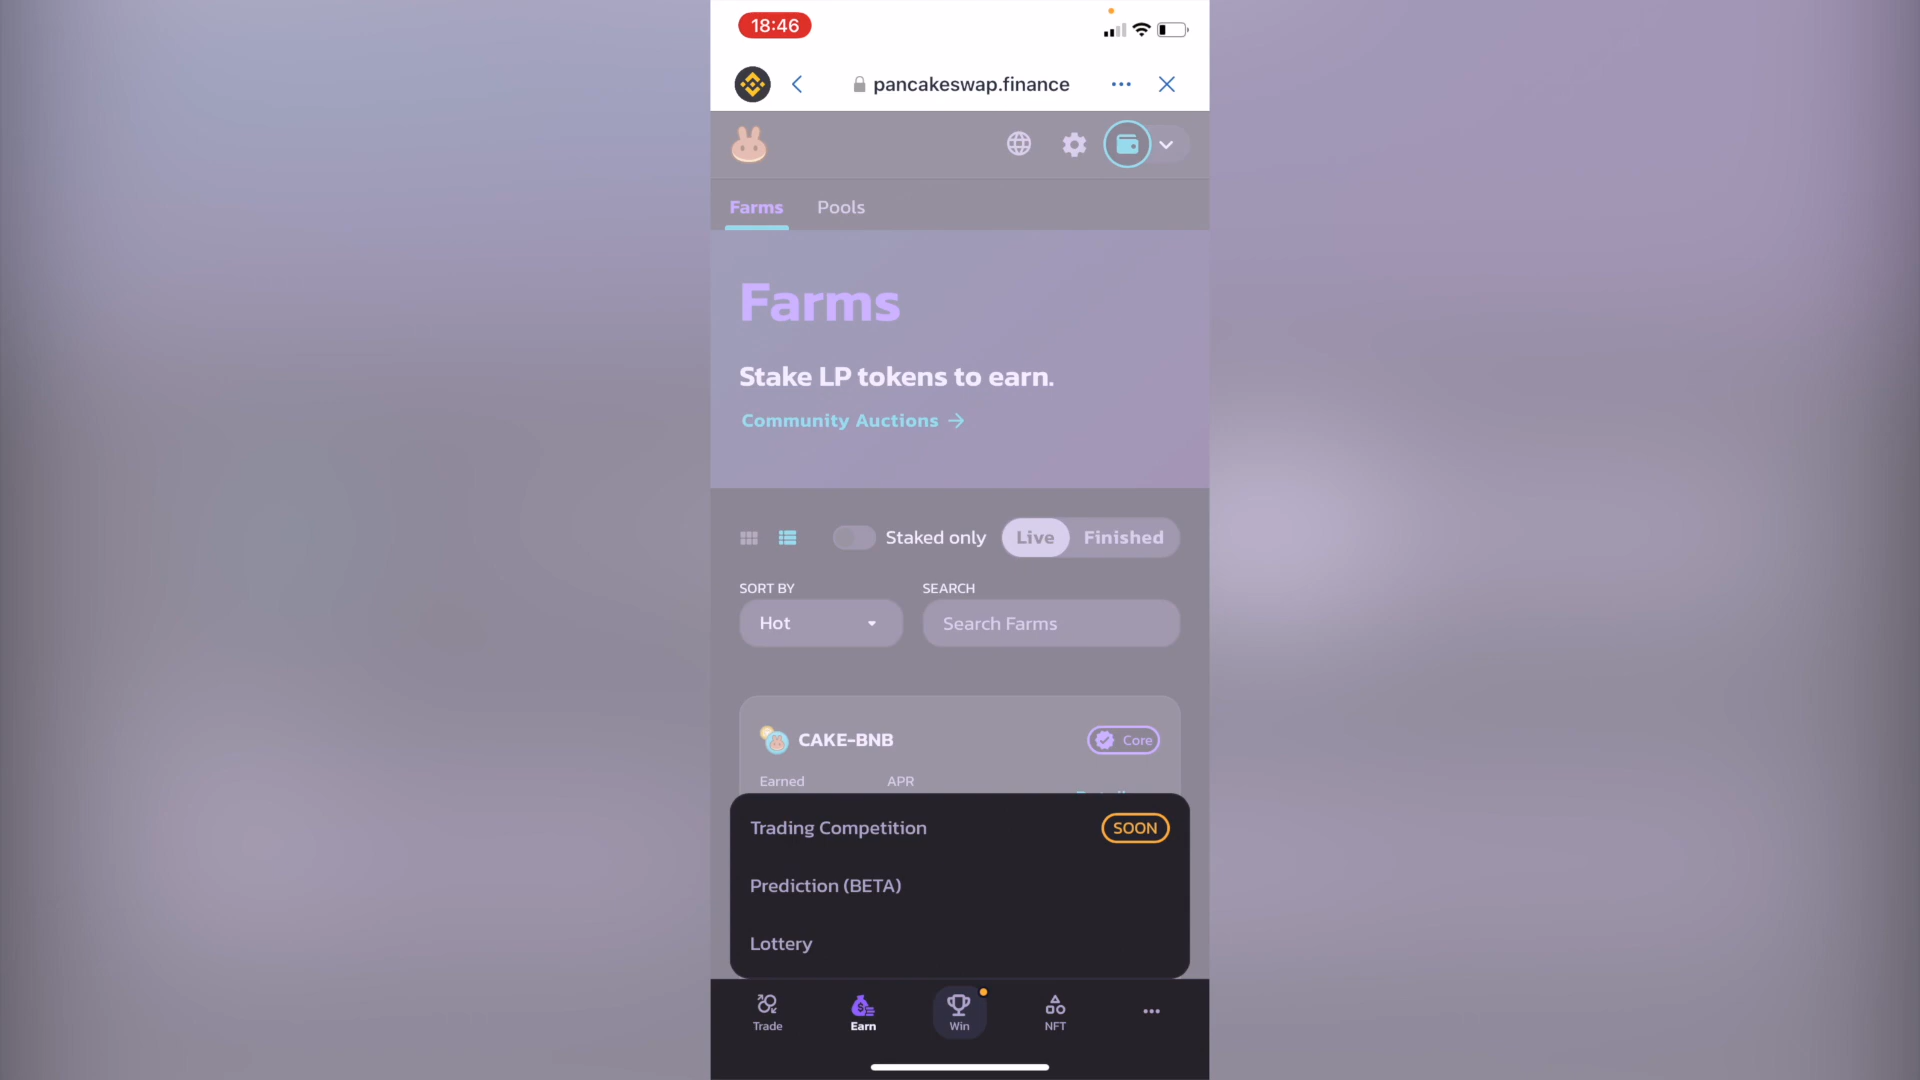 18:46
pancakeswap.finance
Farms Pools
Farms
Stake LP tokens to earn.
Community Auctions →
Staked only Live Finished
SORT BY SEARCH
Hot Search Farms
CAKE-BNB Core
Earned APR
Trading Competition SOON
Prediction (BETA)
Lottery
Trade Earn Win NFT